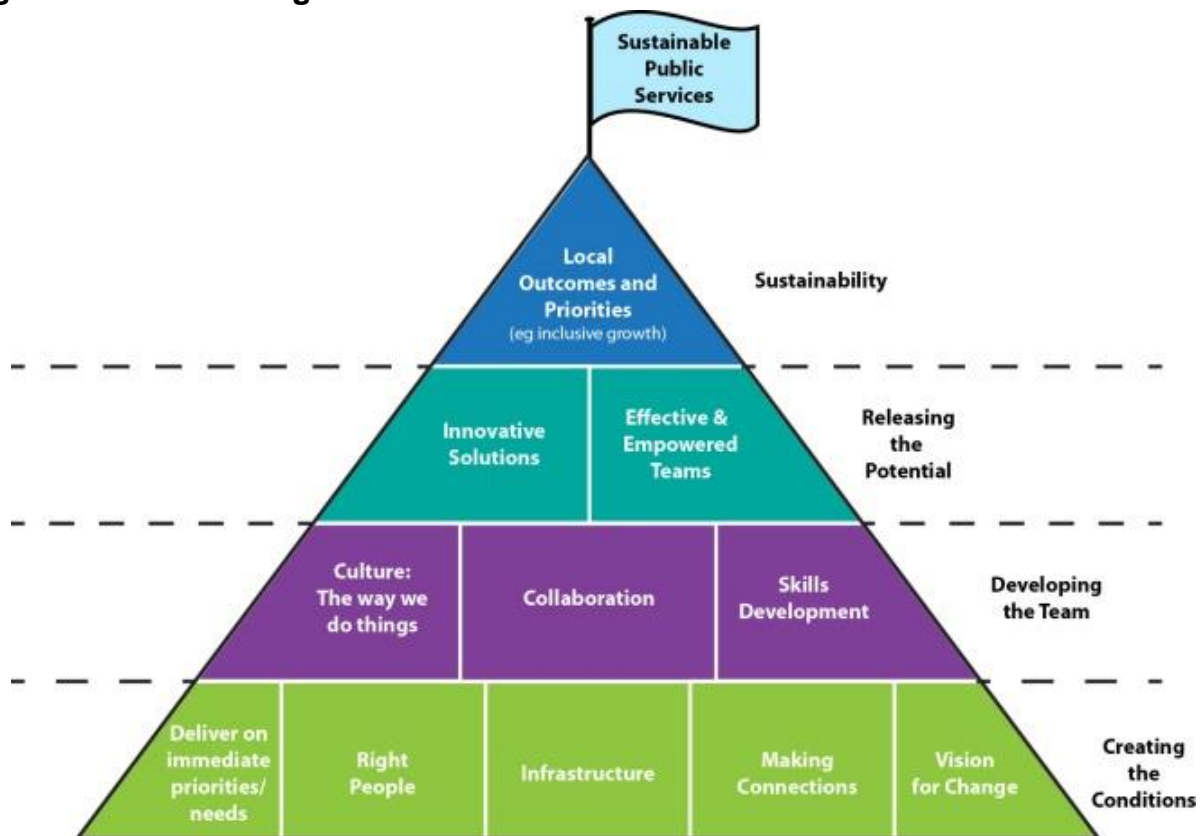 Sustainable
Public
Services
Local
Outcomes and
Priorities
(eg inclusive growth)
Sustainability
Innovative
Solutions
Effective &
Empowered
Teams
Releasing
the
Potential
Culture:
The way we
do things
Collaboration
Skills
Development
Developing
the Team
Deliver on
immediate
priorities/
needs
Right
People
Infrastructure
Making
Connections
Vision
for Change
Creating
the
Conditions